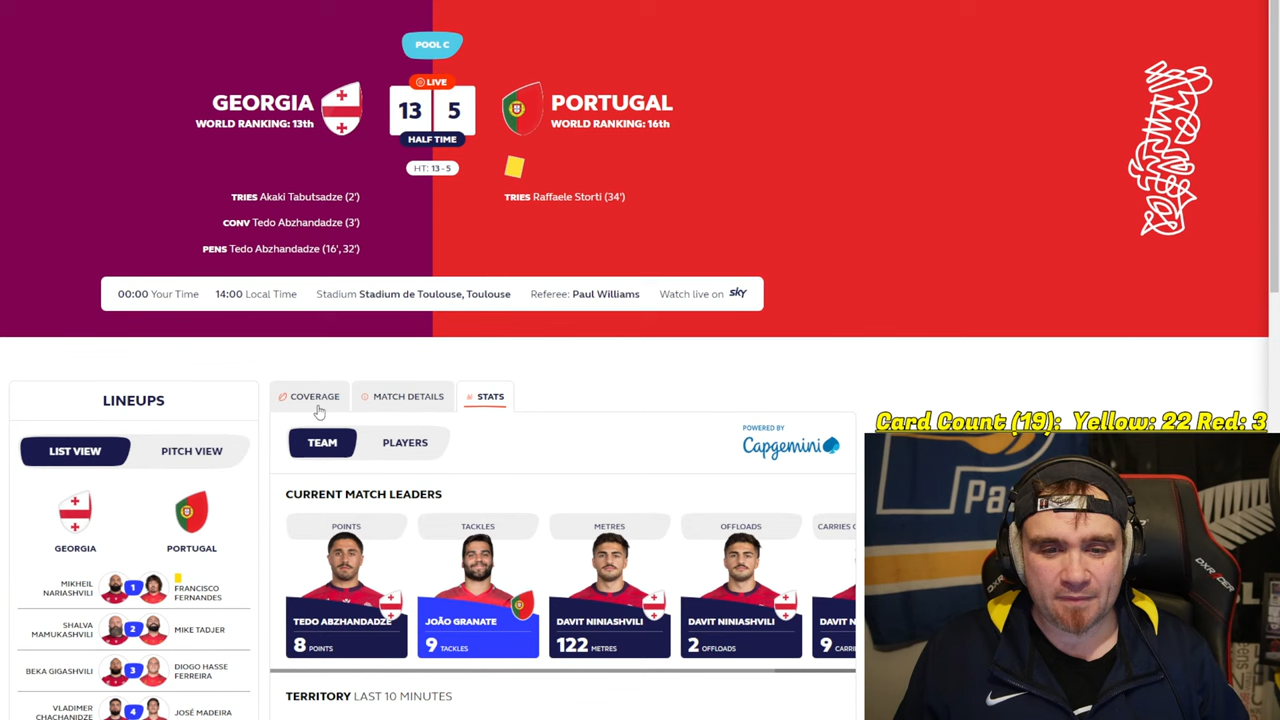 POOL C
LIVE
GEORGIA
WORLD RANKING: 13th
13 5
PORTUGAL
WORLD RANKING: 16th
HALF TIME
HT: 13 - 5
TRIES Akaki Tabutsadze (2')
TRIES Raffaele Storti (34')
CONV Tedo Abzhandadze (3')
PENS Tedo Abzhandadze (16', 32')
00:00 Your Time 14:00 Local Time Stadium Stadium de Toulouse, Toulouse Referee: Paul Williams Watch live on sky
LINEUPS
LIST VIEW PITCH VIEW
GEORGIA PORTUGAL
MIKHEIL NARIASHVILI 1 FRANCISCO FERNANDES
SHALVA MAMUKASHVILI 2 MIKE TADJER
BEKA GIGASHVILI 3 DIOGO HASSE FERREIRA
VLADIMER CHACHANIDZE 4 JOSÉ MADEIRA
COVERAGE MATCH DETAILS STATS
TEAM PLAYERS
POWERED BY
Capgemini
CURRENT MATCH LEADERS
POINTS TACKLES METRES OFFLOADS CARRIES
TEDO ABZHANDADZE JOÃO GRANATE DAVIT NINIASHVILI DAVIT NINIASHVILI DAVIT N
8 POINTS 9 TACKLES 122 METRES 2 OFFLOADS 9 CARRI
TERRITORY LAST 10 MINUTES
Card Count (19): Yellow: 22 Red: 3
Pa
DXRACER